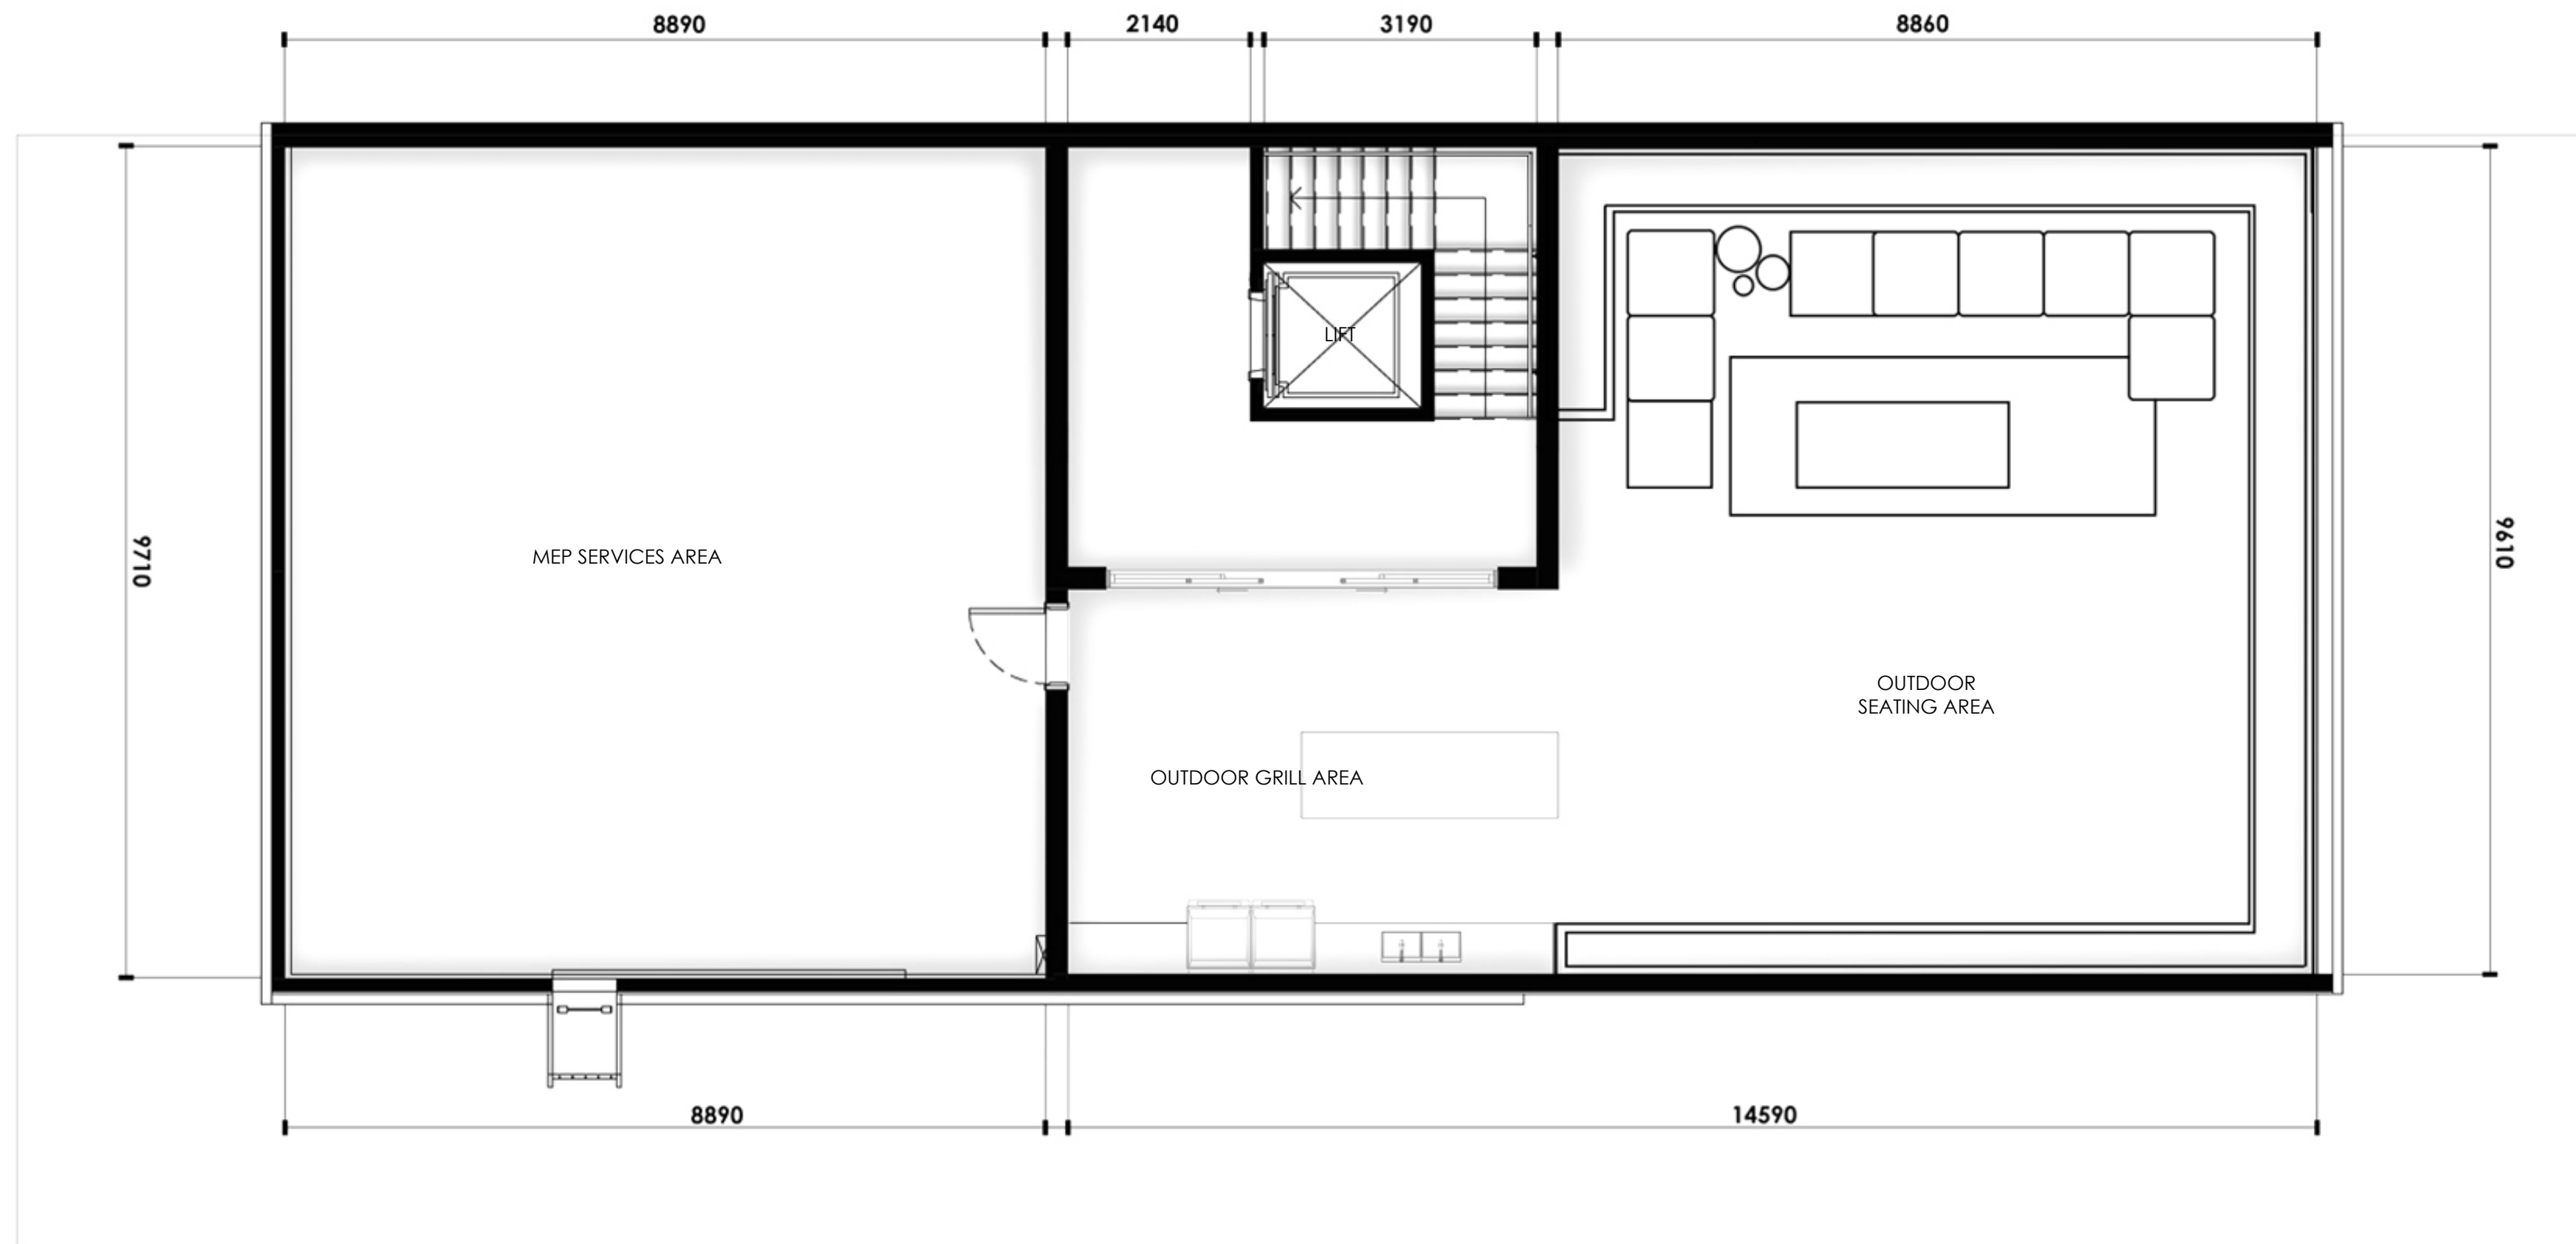 8890
2140
3190
8860
LIFT
9710
MEP SERVICES AREA
9610
OUTDOOR
SEATING AREA
OUTDOOR GRILL AREA
8890
14590